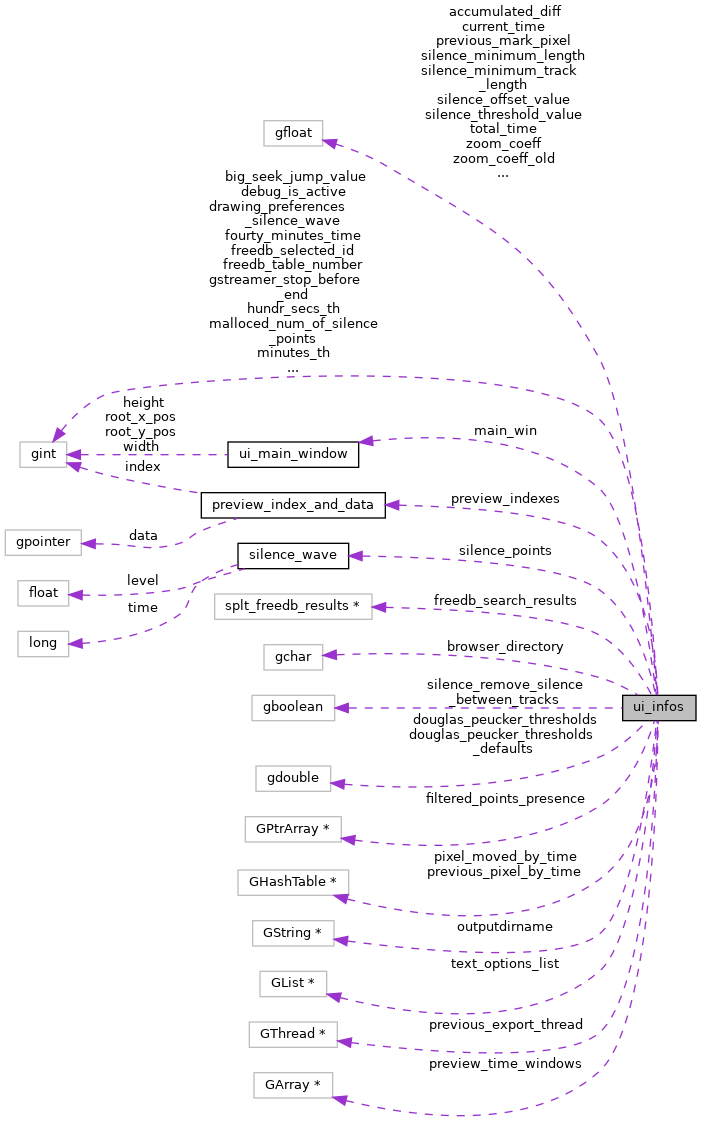 accumulated_diff
current_time
previous_mark_pixel
silence_minimum_length
silence_minimum_track
_length
silence_offset_value
silence_threshold_value
total_time
zoom_coeff
zoom_coeff_old
...
gfloat
big_seek_jump_value
debug_is_active
drawing_preferences
_silence_wave
fourty_minutes_time
freedb_selected_id
freedb_table_number
gstreamer_stop_before
_end
hundr_secs_th
malloced_num_of_silence
_points
minutes_th
...
height
root_x_pos
root_y_pos
width
gint
ui_main_window
main_win
index
preview_index_and_data
preview_indexes
gpointer
data
silence_wave
silence_points
float
level
time
long
splt_freedb_results *
freedb_search_results
gchar
browser_directory
gboolean
silence_remove_silence
_between_tracks
ui_infos
douglas_peucker_thresholds
douglas_peucker_thresholds
_defaults
gdouble
filtered_points_presence
GPtrArray *
pixel_moved_by_time
previous_pixel_by_time
GHashTable *
outputdirname
GString *
text_options_list
GList *
previous_export_thread
GThread *
preview_time_windows
GArray *